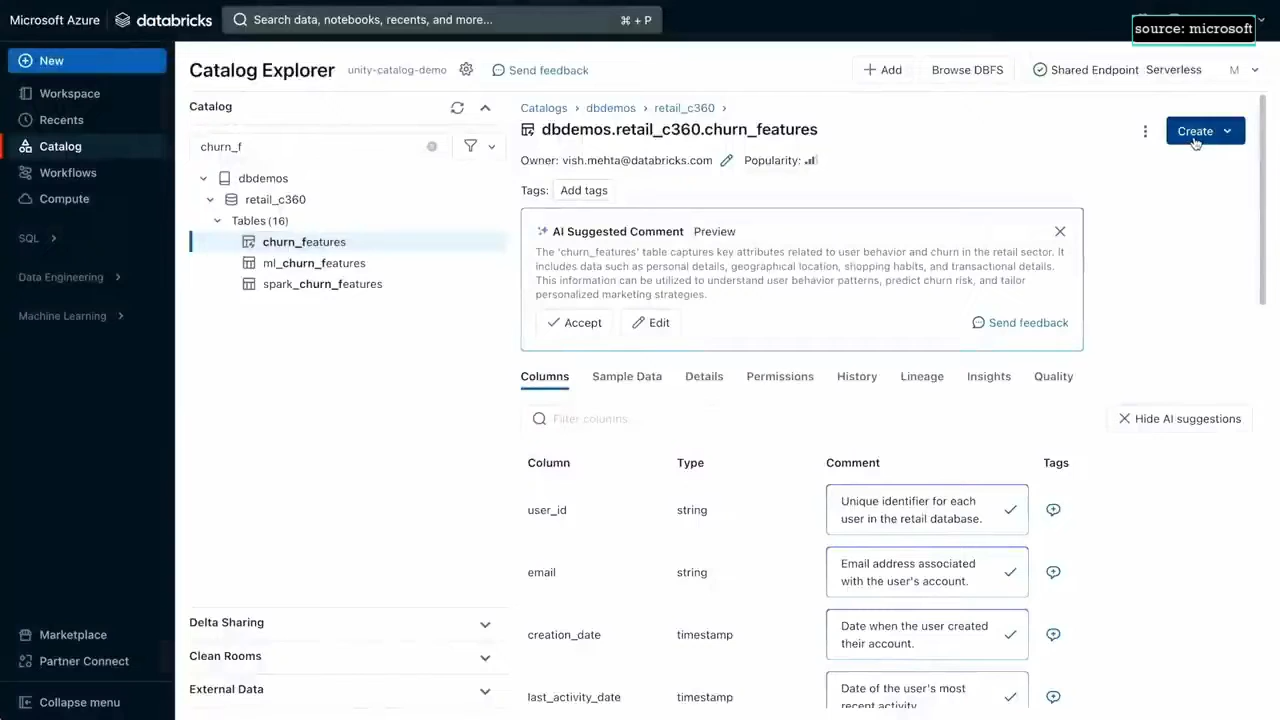 Microsoft Azure
databricks
Search data, notebooks, recents, and more...
⌘ + P
source: microsoft
New
Workspace
Recents
Catalog
Workflows
Compute
SQL
Data Engineering
Machine Learning
Marketplace
Partner Connect
Collapse menu
Catalog Explorer
unity-catalog-demo
Send feedback
Add
Browse DBFS
Shared Endpoint Serverless M
Catalog
churn_f
dbdemos
retail_c360
Tables (16)
churn_features
ml_churn_features
spark_churn_features
Delta Sharing
Clean Rooms
External Data
Catalogs › dbdemos › retail_c360 ›
dbdemos.retail_c360.churn_features
Create
Owner: vish.mehta@databricks.com Popularity:
Tags: Add tags
AI Suggested Comment Preview
The 'churn_features' table captures key attributes related to user behavior and churn in the retail sector. It
includes data such as personal details, geographical location, shopping habits, and transactional details.
This information can be utilized to understand user behavior patterns, predict churn risk, and tailor
personalized marketing strategies.
Accept Edit Send feedback
Columns Sample Data Details Permissions History Lineage Insights Quality
Filter columns
Hide AI suggestions
Column Type Comment Tags
user_id string
Unique identifier for each
user in the retail database.
email string
Email address associated
with the user's account.
creation_date timestamp
Date when the user created
their account.
last_activity_date timestamp
Date of the user's most
recent activity